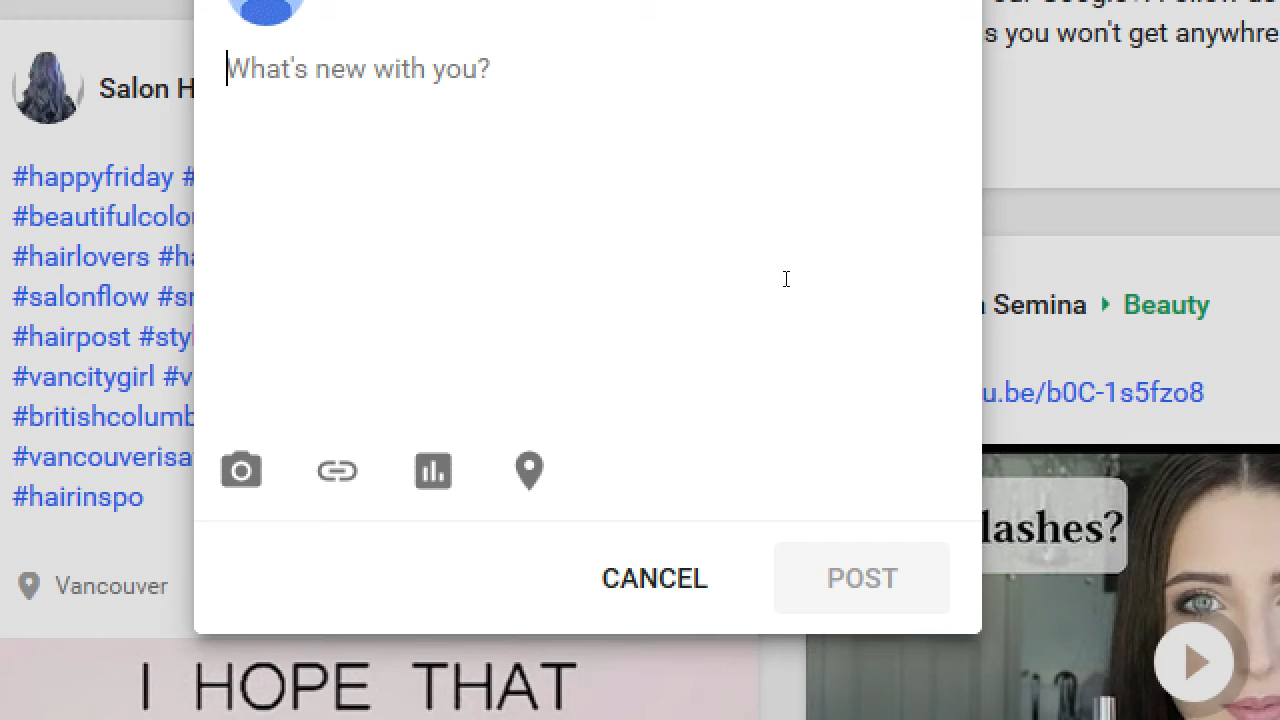 s you won't get anywhre
Salon H
What's new with you?
#happyfriday #
#beautifulcolo
#hairlovers #ha
#salonflow #s
#hairpost #sty
#vancitygirl #v
#britishcolumb
#vancouverisa
#hairinspo
Vancouver
CANCEL
POST
I HOPE THAT
Semina
Beauty
u.be/b0C-1s5fzo8
lashes?